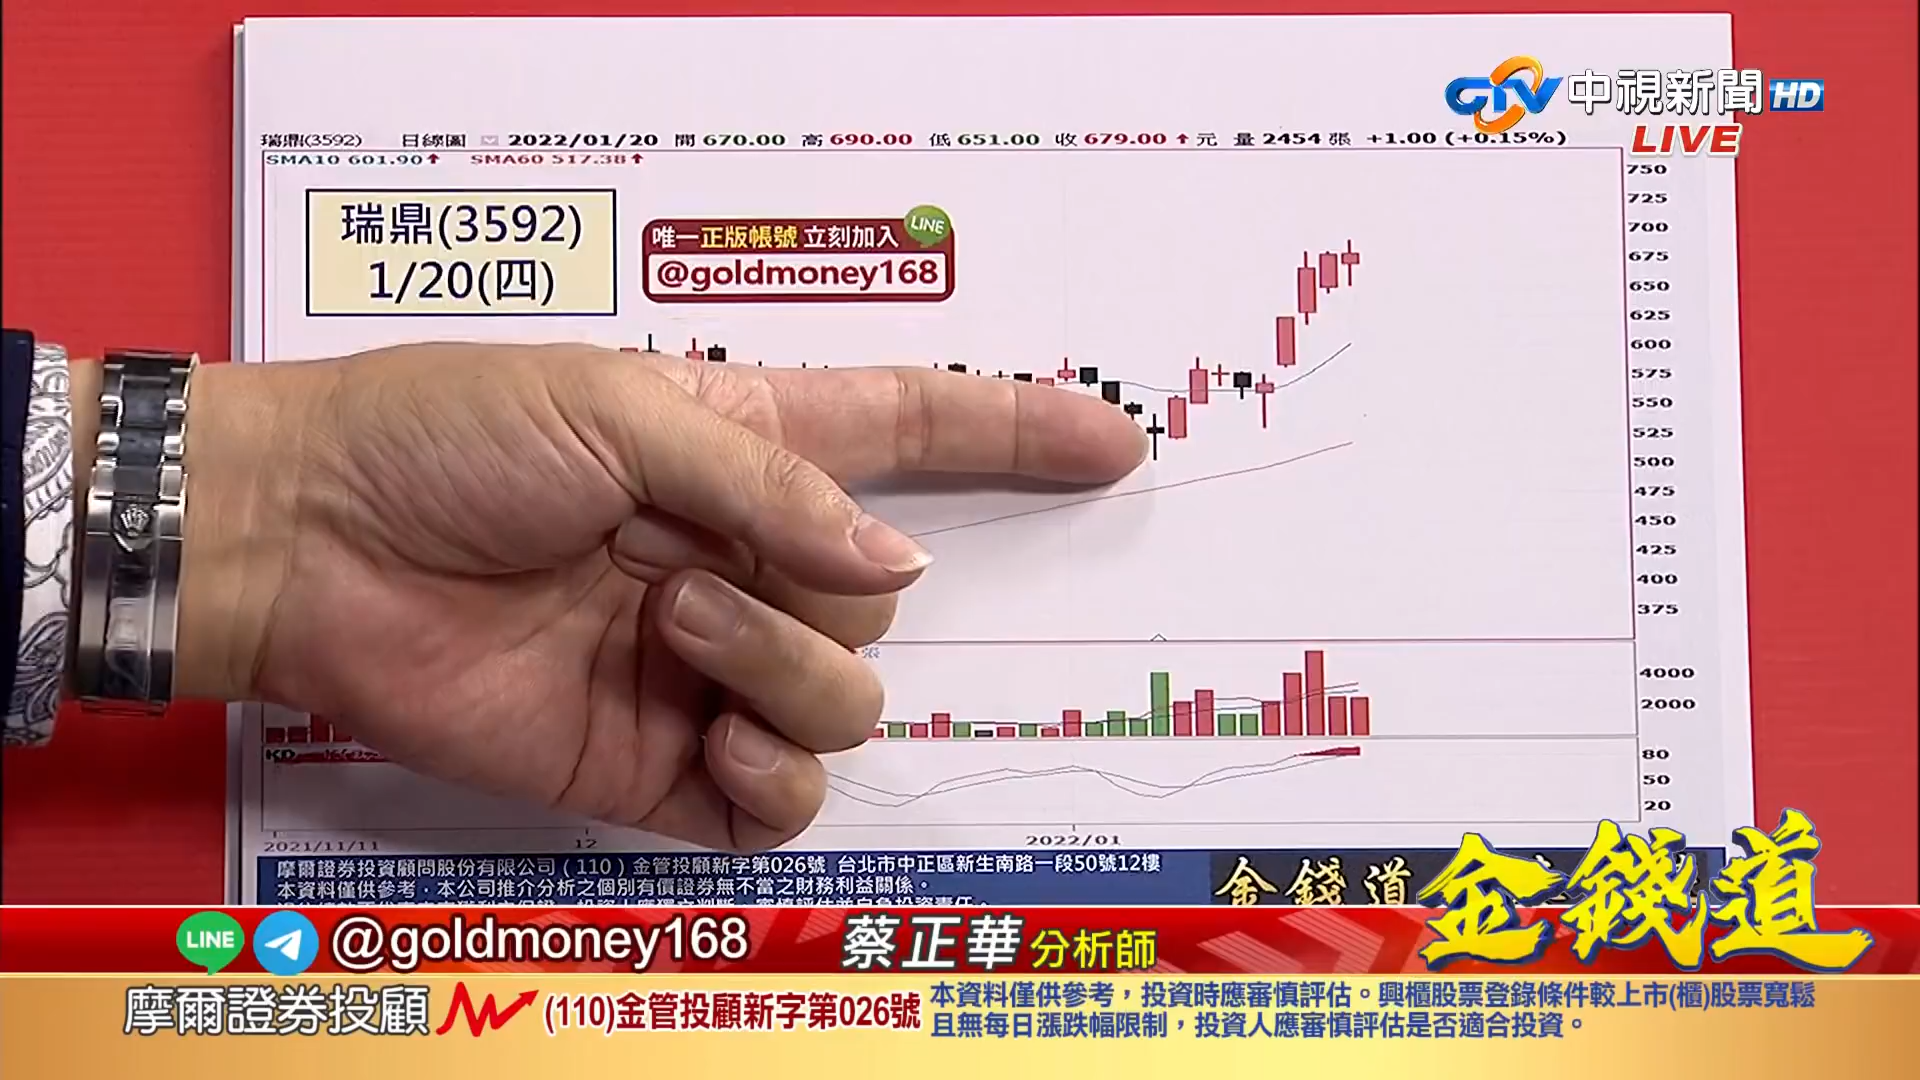 CTV 中視新聞 HD
LIVE
瑞鼎(3592) 日線圖 2022/01/20 開 670.00 高 690.00 低 651.00 收 679.00↑元 量 2454 張 +1.00 (+0.15%)
SMA10 601.90↑ SMA60 517.38↑
瑞鼎(3592)
1/20(四)
LINE
唯一正版帳號 立刻加入
@goldmoney168
750
725
700
675
650
625
600
575
550
525
500
475
450
425
400
375
張
4000
2000
KD
80
50
20
2021/11/11 12 2022/01
摩爾證券投資顧問股份有限公司(110)金管投顧新字第026號 台北市中正區新生南路一段50號12樓
本資料僅供參考，本公司推介分析之個別有價證券無不當之財務利益關係。
金錢道
金錢道
LINE @goldmoney168 蔡正華 分析師
摩爾證券投顧 (110)金管投顧新字第026號
本資料僅供參考，投資時應審慎評估。興櫃股票登錄條件較上市(櫃)股票寬鬆
且無每日漲跌幅限制，投資人應審慎評估是否適合投資。